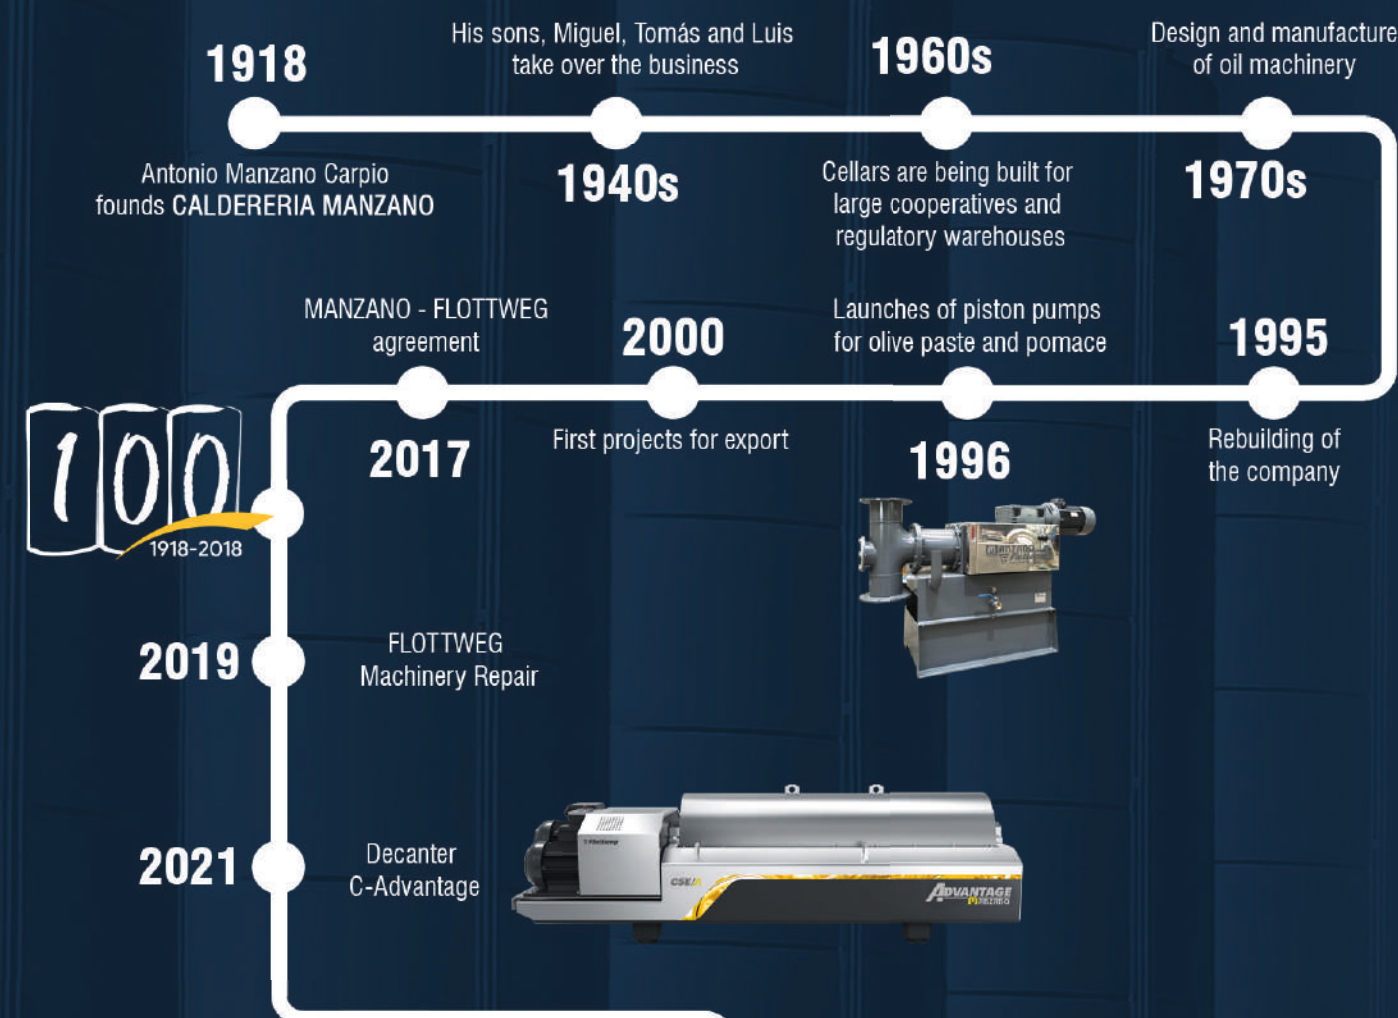 1918
Antonio Manzano Carpio
founds CALDERERIA MANZANO
His sons, Miguel, Tomás and Luis
take over the business
1940s
1960s
Cellars are being built for
large cooperatives and
regulatory warehouses
Design and manufacture
of oil machinery
1970s
1995
Rebuilding of
the company
Launches of piston pumps
for olive paste and pomace
1996
MANZANO
2000
First projects for export
MANZANO - FLOTTWEG
agreement
2017
100
1918-2018
2019
FLOTTWEG
Machinery Repair
2021
Decanter
C-Advantage
Flottweg
ADVANTAGE
MANZANO